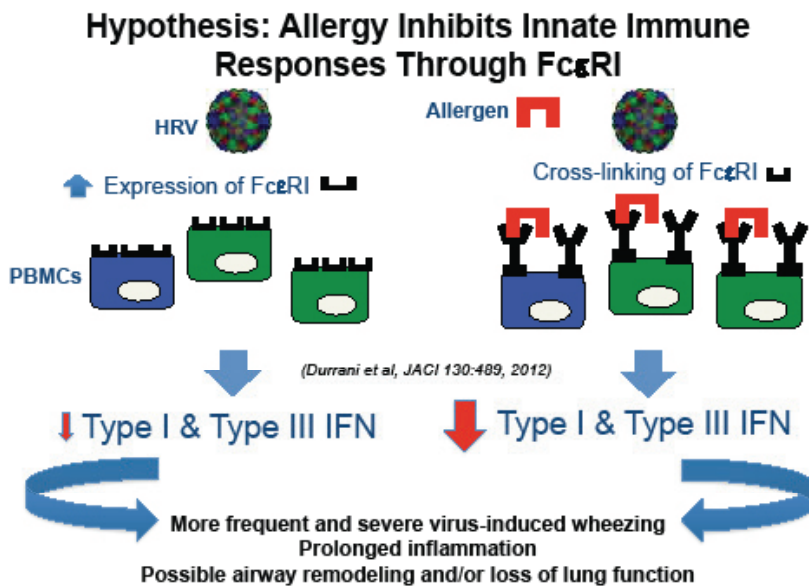 Hypothesis: Allergy Inhibits Innate Immune
Responses Through FcεRI
HRV
Allergen
Expression of FcεRI
Cross-linking of FcεRI
PBMCs
(Durrani et al, JACI 130:489, 2012)
Type I & Type III IFN
Type I & Type III IFN
More frequent and severe virus-induced wheezing
Prolonged inflammation
Possible airway remodeling and/or loss of lung function